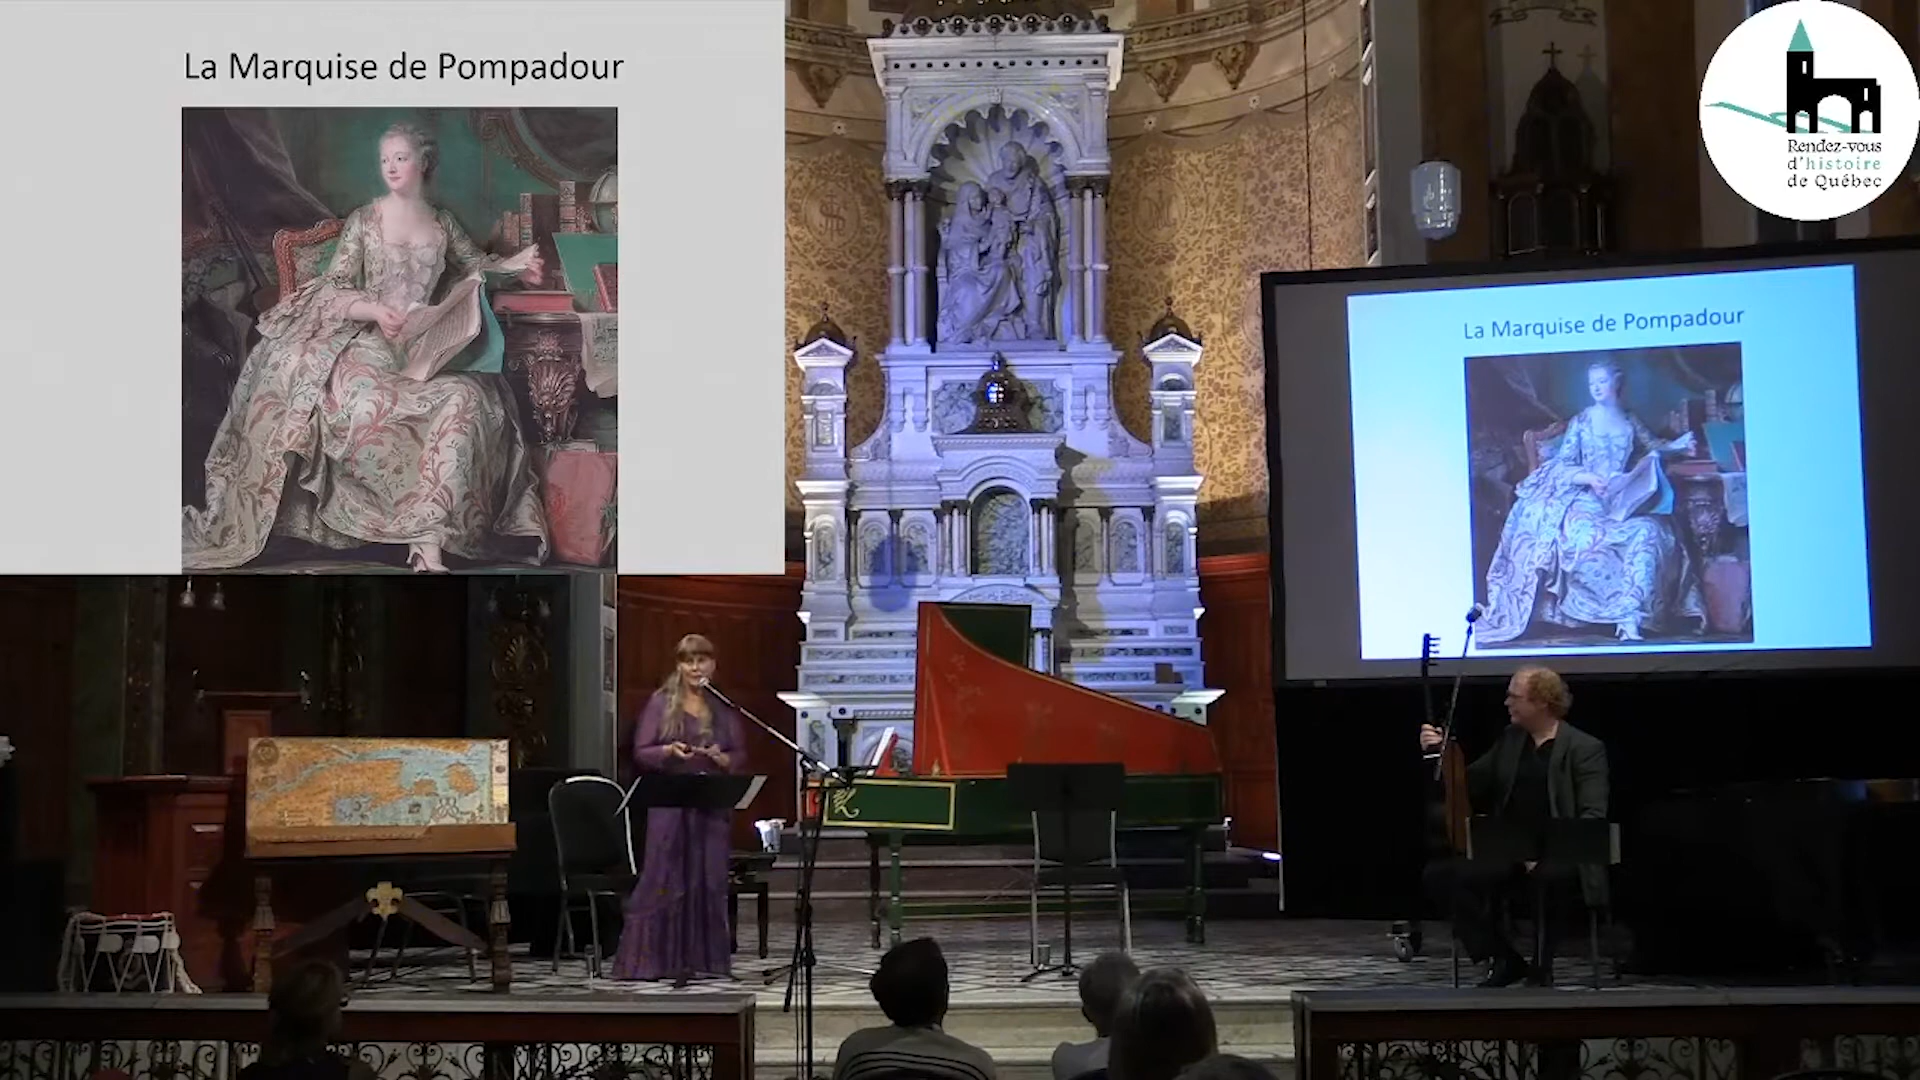 La Marquise de Pompadour
Rendez-vous
d'histoire
de Québec
La Marquise de Pompadour